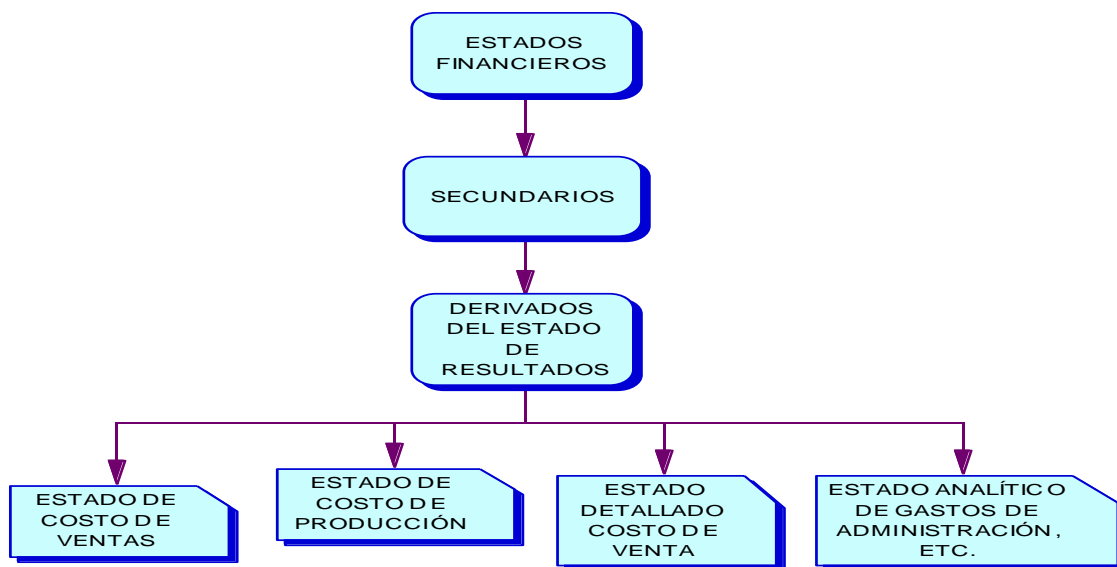 ESTADOS
FINANCIEROS
SECUNDARIOS
DERIVADOS
DEL ESTADO
DE
RESULTADOS
ESTADO DE
COSTO DE
VENTAS
ESTADO DE
COSTO DE
PRODUCCIÓN
ESTADO
DETALLADO
COSTO DE
VENTA
ESTADO ANALÍTICO
DE GASTOS DE
ADMINISTRACIÓN,
ETC.